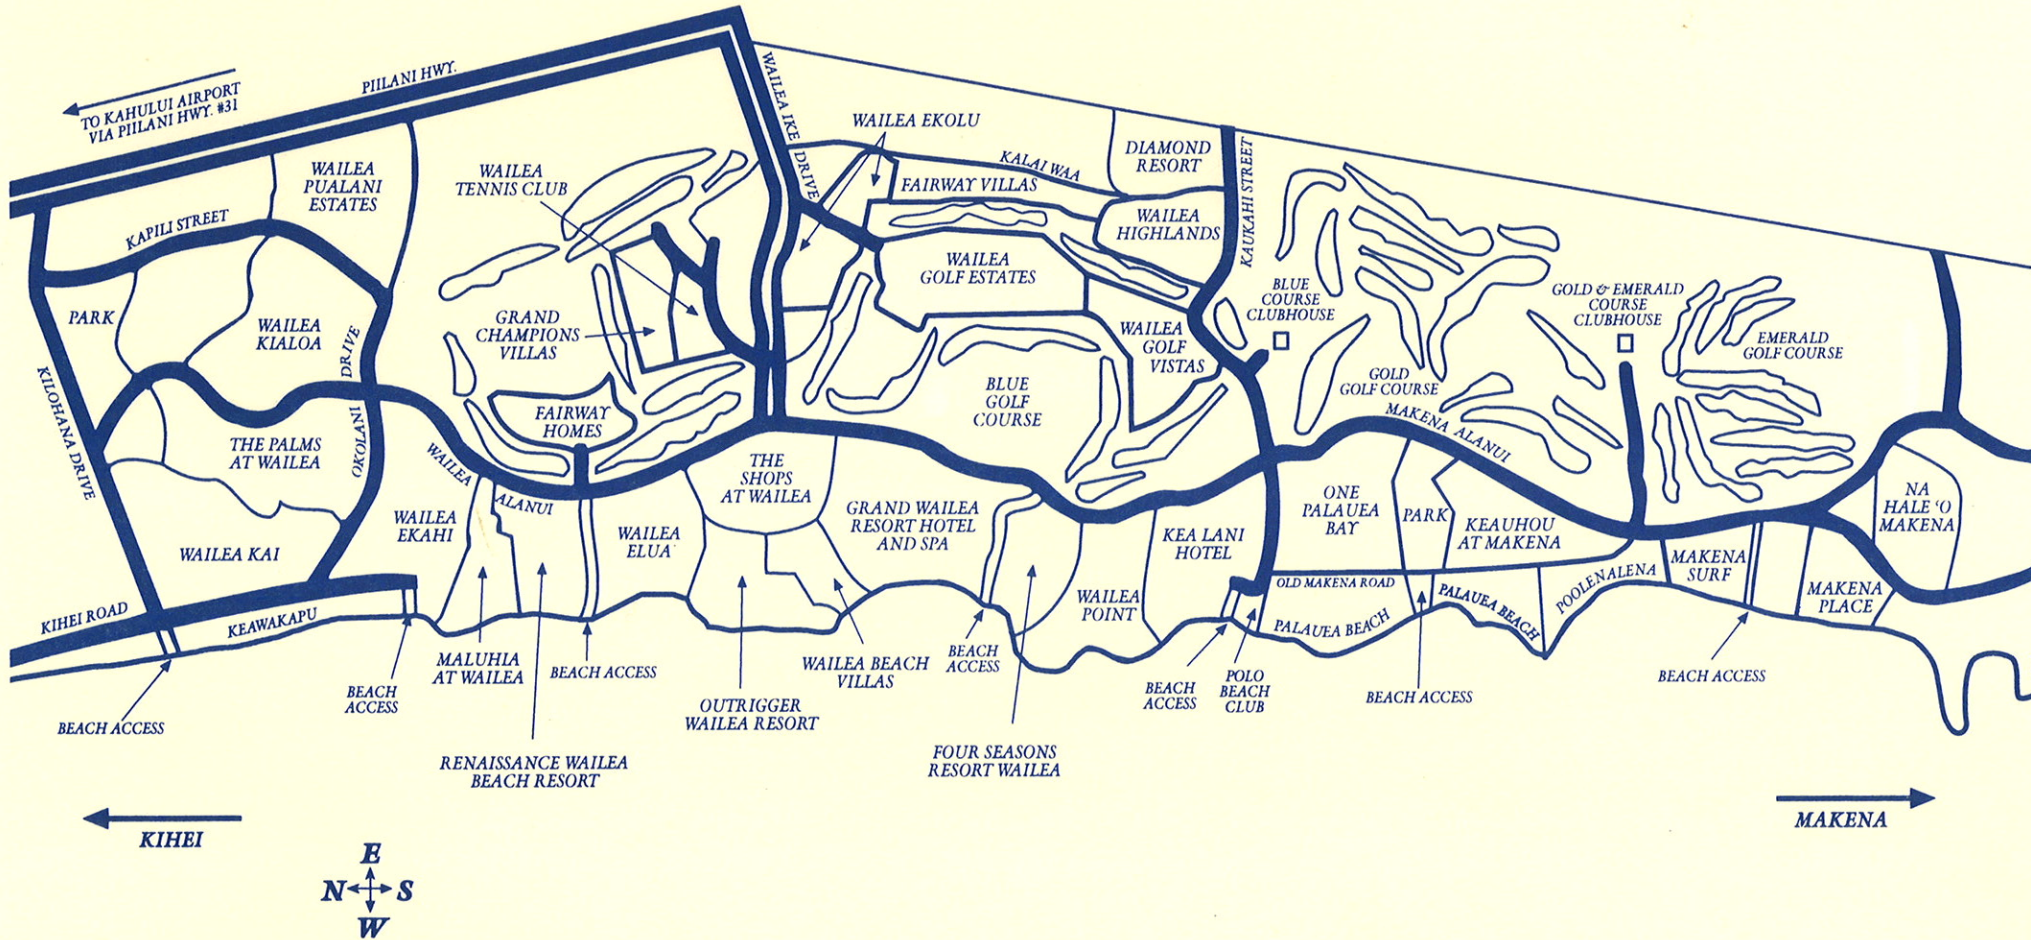 TO KAHULUI AIRPORT
VIA PIILANI HWY. #31
PIILANI HWY.
WAILEA IKE
DRIVE
WAILEA EKOLU
KALAI WAA
DIAMOND
RESORT
KAUKAHI STREET
WAILEA
PUALANI
ESTATES
WAILEA
TENNIS CLUB
FAIRWAY VILLAS
WAILEA
HIGHLANDS
KAPILI STREET
WAILEA
GOLF ESTATES
BLUE
COURSE
CLUBHOUSE
GOLD & EMERALD
COURSE
CLUBHOUSE
PARK
WAILEA
KIALOA
DRIVE
OKOLANI
GRAND
CHAMPIONS
VILLAS
WAILEA
GOLF
VISTAS
EMERALD
GOLF COURSE
KILOHANA DRIVE
FAIRWAY
HOMES
BLUE
GOLF
COURSE
GOLD
GOLF COURSE
MAKENA ALANUI
THE PALMS
AT WAILEA
WAILEA
ALANUI
THE
SHOPS
AT WAILEA
WAILEA KAI
WAILEA
EKAHI
WAILEA
ELUA
GRAND WAILEA
RESORT HOTEL
AND SPA
KEA LANI
HOTEL
ONE
PALAUEA
BAY
PARK
KEAUHOU
AT MAKENA
NA
HALE ‘O
MAKENA
MAKENA
SURF
MAKENA
PLACE
KIHEI ROAD
KEAWAKAPU
WAILEA
POINT
OLD MAKENA ROAD
PALAUEA BEACH
PALAUEA BEACH
POOLENALENA
BEACH ACCESS
BEACH
ACCESS
MALUHIA
AT WAILEA
BEACH ACCESS
WAILEA BEACH
VILLAS
BEACH
ACCESS
BEACH
ACCESS
POLO
BEACH
CLUB
BEACH ACCESS
BEACH ACCESS
OUTRIGGER
WAILEA RESORT
RENAISSANCE WAILEA
BEACH RESORT
FOUR SEASONS
RESORT WAILEA
KIHEI
MAKENA
E
N S
W